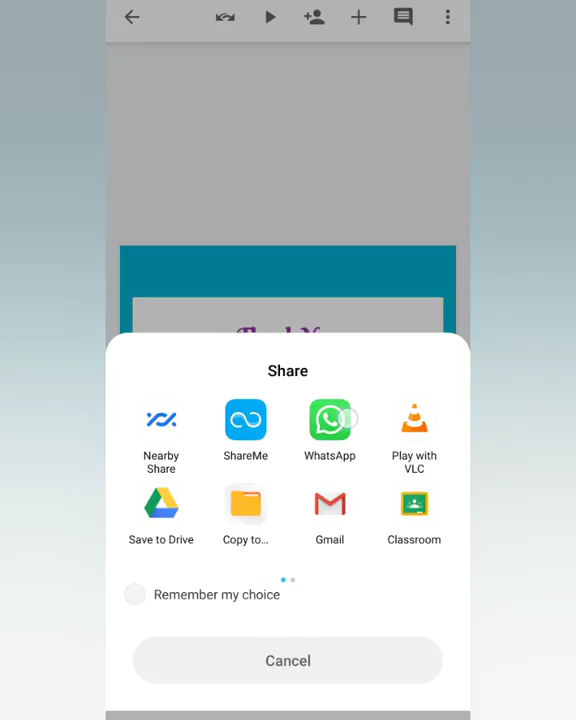 Share
Nearby
Share
ShareMe
WhatsApp
Play with
VLC
Save to Drive
Copy to...
Gmail
Classroom
Remember my choice
Cancel